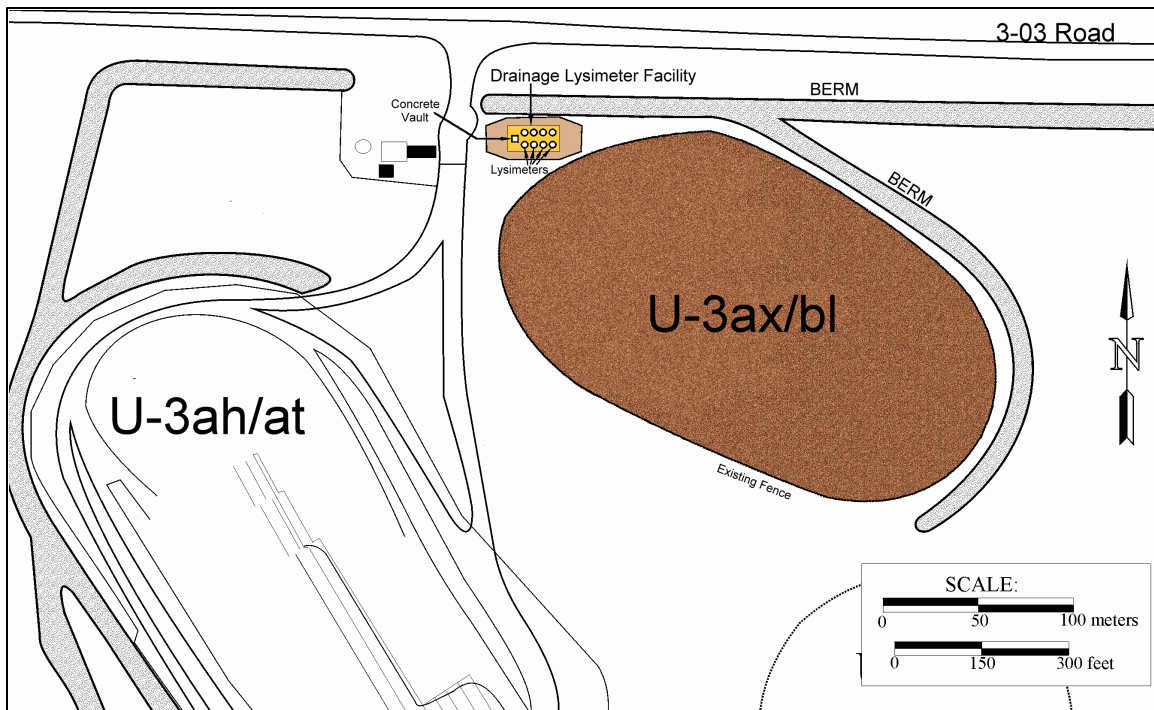 3-03 Road
Drainage Lysimeter Facility
BERM
Concrete
Vault
Lysimeters
BERM
U-3ax/bl
N
U-3ah/at
Existing Fence
SCALE:
0 50 100 meters
0 150 300 feet